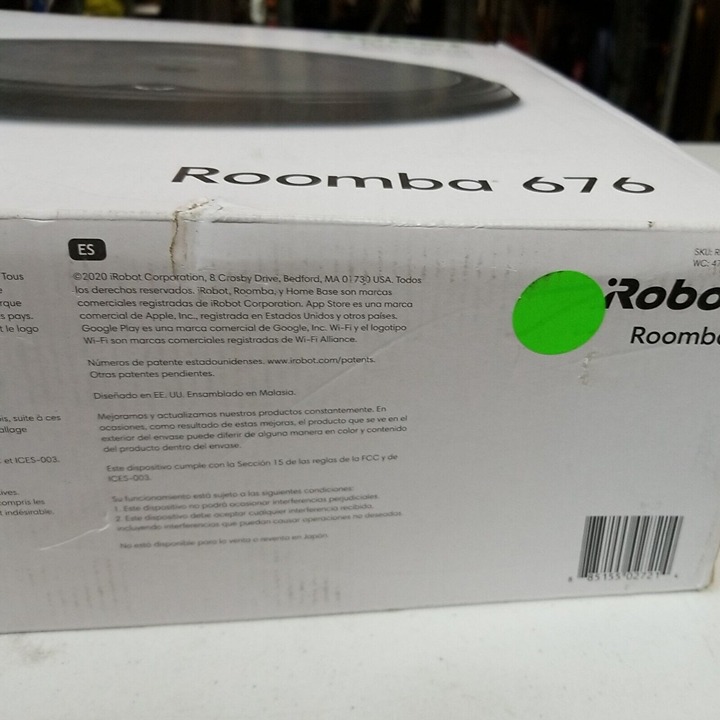 Roomba 676
ES
Tous
rque
s pays.
t le logo
©2020 iRobot Corporation, 8 Crosby Drive, Bedford, MA 01730 USA. Todos
los derechos reservados. iRobot, Roomba, y Home Base son marcas
comerciales registradas de iRobot Corporation. App Store es una marca
comercial de Apple, Inc., registrada en Estados Unidos y otros países.
Google Play es una marca comercial de Google, Inc. Wi-Fi y el logotipo
Wi-Fi son marcas comerciales registradas de Wi-Fi Alliance.
Números de patente estadounidenses. www.irobot.com/patents.
Otras patentes pendientes.
Diseñado en EE. UU. Ensamblado en Malasia.
is, suite à ces
allage
et ICES-003.
ives.
compris les
t indésirable.
Mejoramos y actualizamos nuestros productos constantemente. En
ocasiones, como resultado de estas mejoras, el producto que se ve en el
exterior del envase puede diferir de alguna manera en color y contenido
del producto dentro del envase.
Este dispositivo cumple con la Sección 15 de las reglas de la FCC y de
ICES-003.
Su funcionamiento está sujeto a las siguientes condiciones:
1. Este dispositivo no podrá ocasionar interferencias perjudiciales.
2. Este dispositivo debe aceptar cualquier interferencia recibida,
incluyendo interferencias que puedan causar operaciones no deseadas.
No está disponible para la venta o reventa en Japón.
SKU: R
WC: 4
iRobo
Roomba
85155 02721 4